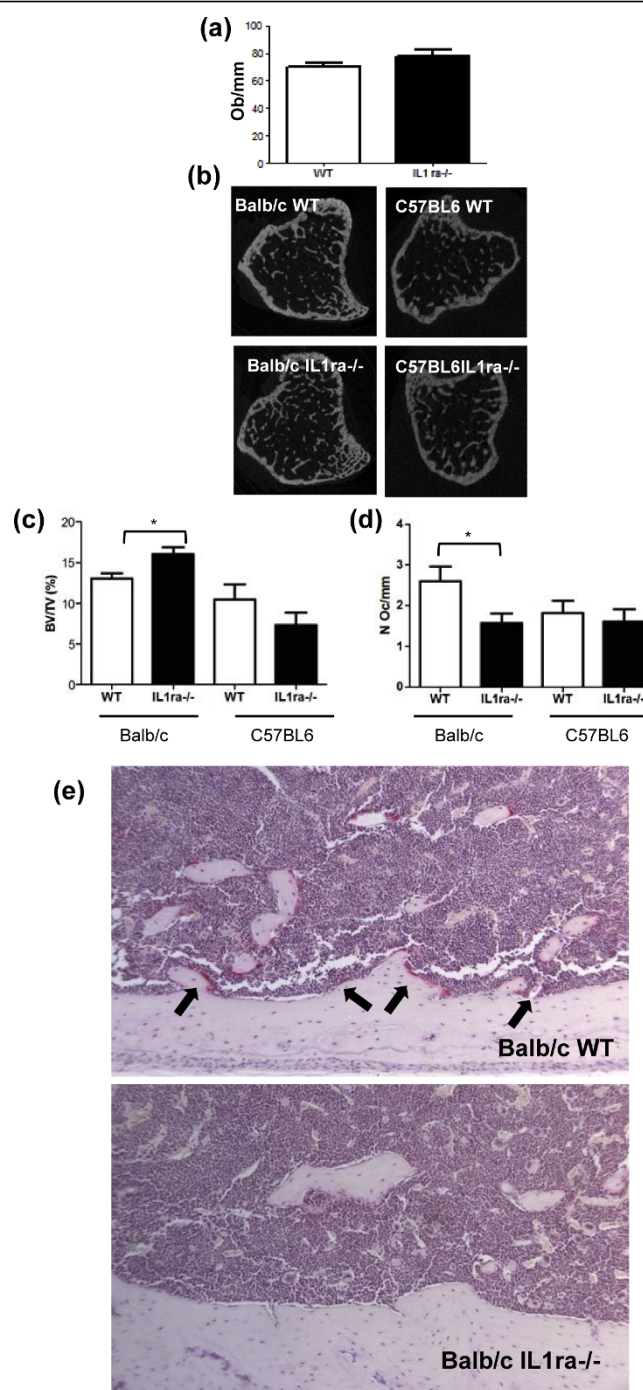 (a)
Ob/mm
100
80
60
40
20
0
WT
IL1 ra-/-
(b)
Balb/c WT
C57BL6 WT
Balb/c IL1ra-/-
C57BL6IL1ra-/-
(c)
BV/TV (%)
20
15
10
5
0
*
WT
IL1ra-/-
WT
IL1ra-/-
Balb/c
C57BL6
(d)
N Oc/mm
4
3
2
1
0
*
WT
IL1ra-/-
WT
IL1ra-/-
Balb/c
C57BL6
(e)
Balb/c WT
Balb/c IL1ra-/-